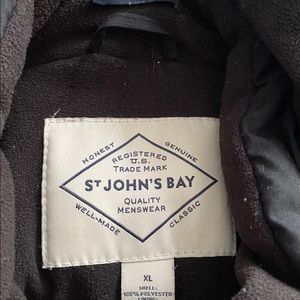 HONEST
GENUINE
REGISTERED
U.S.
TRADE MARK
ST JOHN'S BAY
QUALITY
MENSWEAR
WELL-MADE
CLASSIC
XL
SHELL:
100% POLYESTER